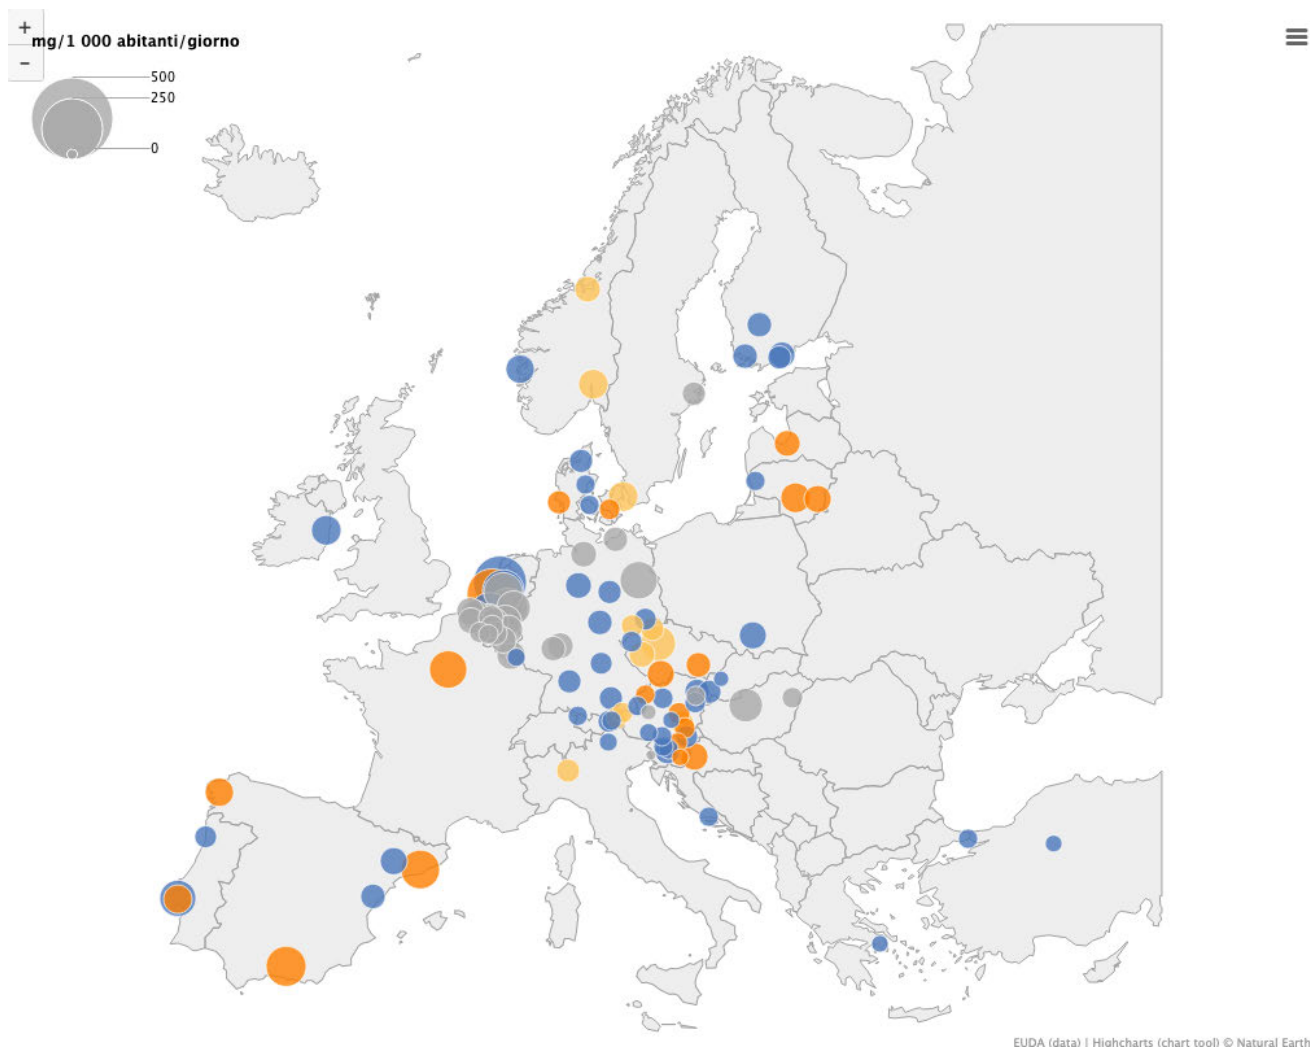 +
mg/1 000 abitanti/giorno
−
500
250
0
EUDA (data) | Highcharts (chart tool) © Natural Earth